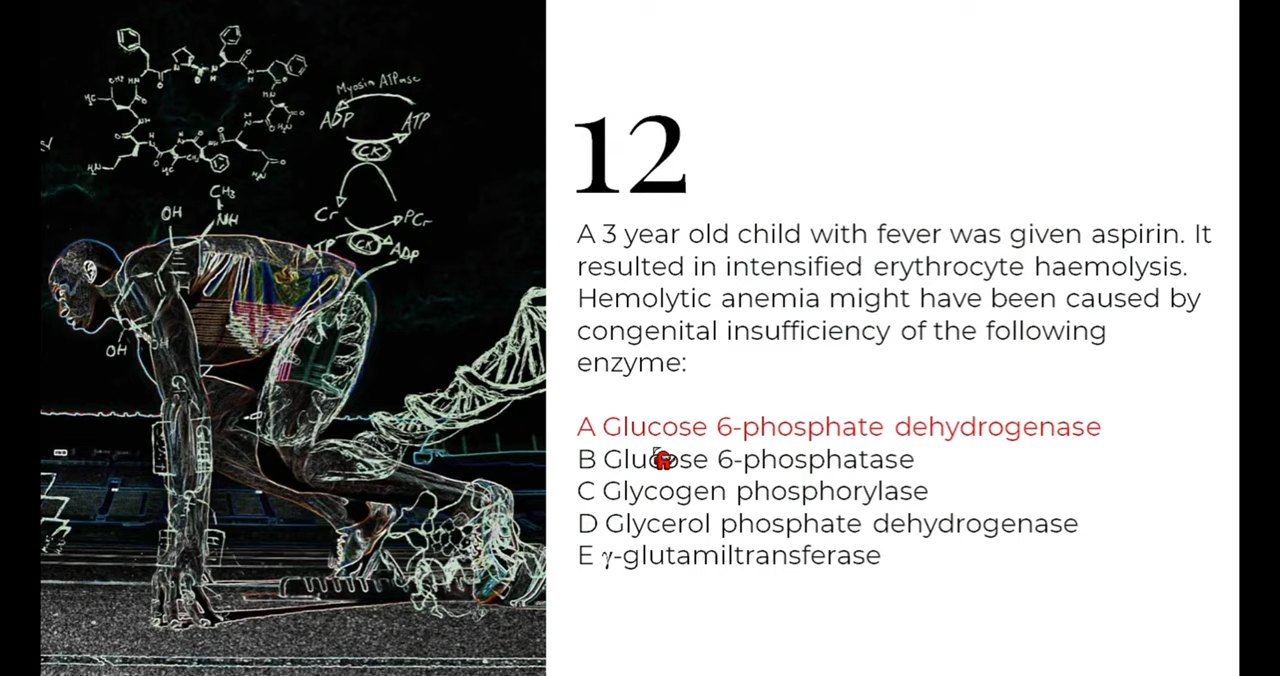 Myosin ATPase
ADP
ATP
CK
Cr
PCr
CH3
NH
OH
ATP
CK
ADP
OH
OH
12
A 3 year old child with fever was given aspirin. It
resulted in intensified erythrocyte haemolysis.
Hemolytic anemia might have been caused by
congenital insufficiency of the following
enzyme:
A Glucose 6-phosphate dehydrogenase
B Glucose 6-phosphatase
C Glycogen phosphorylase
D Glycerol phosphate dehydrogenase
E γ-glutamiltransferase